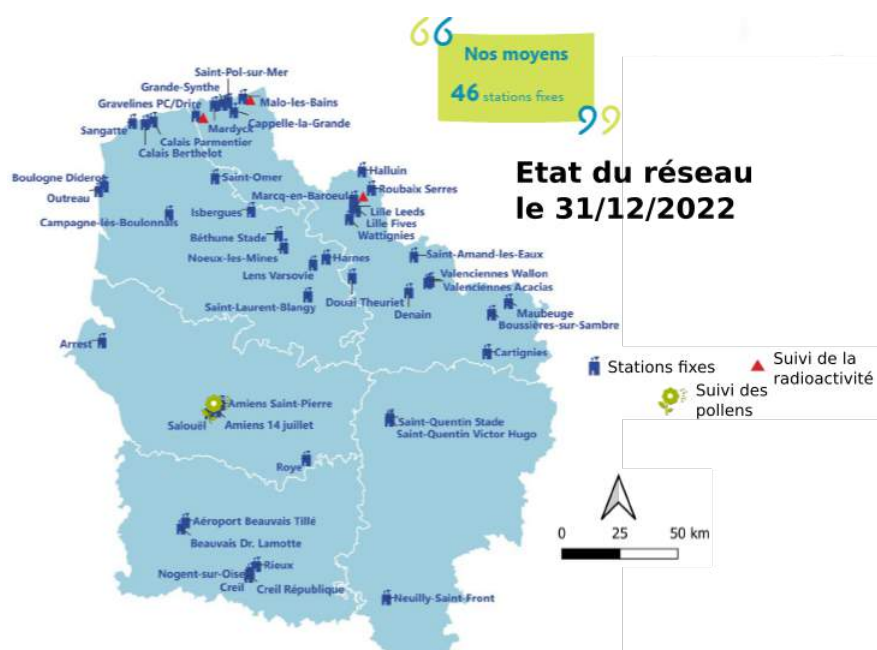 Nos moyens
46 stations fixes
Etat du réseau
le 31/12/2022
Saint-Pol-sur-Mer
Grande-Synthe
Gravelines PC/Drire
Malo-les-Bains
Mardyck
Cappelle-la-Grande
Sangatte
Calais Parmentier
Calais Berthelot
Halluin
Boulogne Diderot
Saint-Omer
Roubaix Serres
Outreau
Marcq-en-Baroeul
Isbergues
Lille Leeds
Campagne-lès-Boulonnais
Lille Fives
Wattignies
Béthune Stade
Noeux-les-Mines
Harnes
Saint-Amand-les-Eaux
Lens Varsovie
Valenciennes Wallon
Valenciennes Acacias
Saint-Laurent-Blangy
Douai Theuriet
Denain
Maubeuge
Boussières-sur-Sambre
Arrest
Cartignies
Stations fixes
Suivi de la
radioactivité
Suivi des
pollens
Amiens Saint-Pierre
Salouël
Amiens 14 juillet
Saint-Quentin Stade
Saint-Quentin Victor Hugo
Roye
Aéroport Beauvais Tillé
Beauvais Dr. Lamotte
Rieux
Nogent-sur-Oise
Creil
Creil République
Neuilly-Saint-Front
0 25 50 km